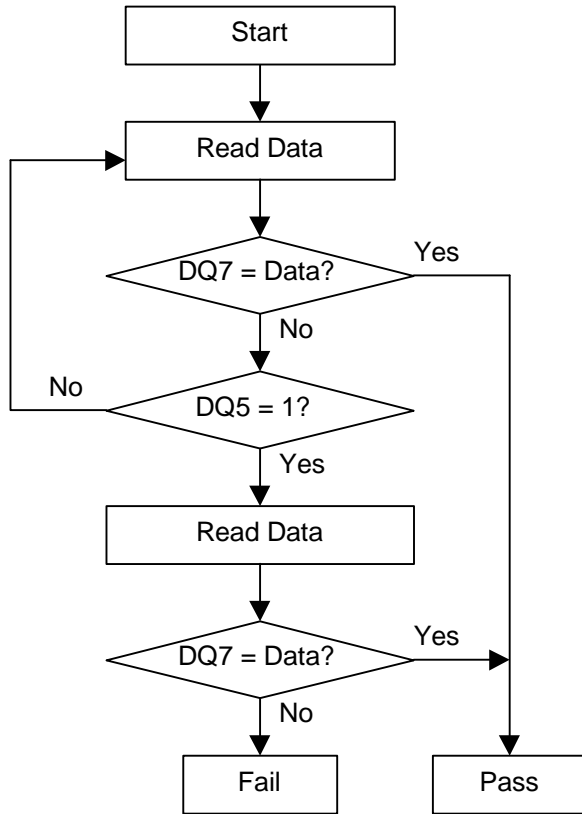 Start
Read Data
DQ7 = Data?
Yes
No
DQ5 = 1?
No
Yes
Read Data
DQ7 = Data?
Yes
No
Fail
Pass